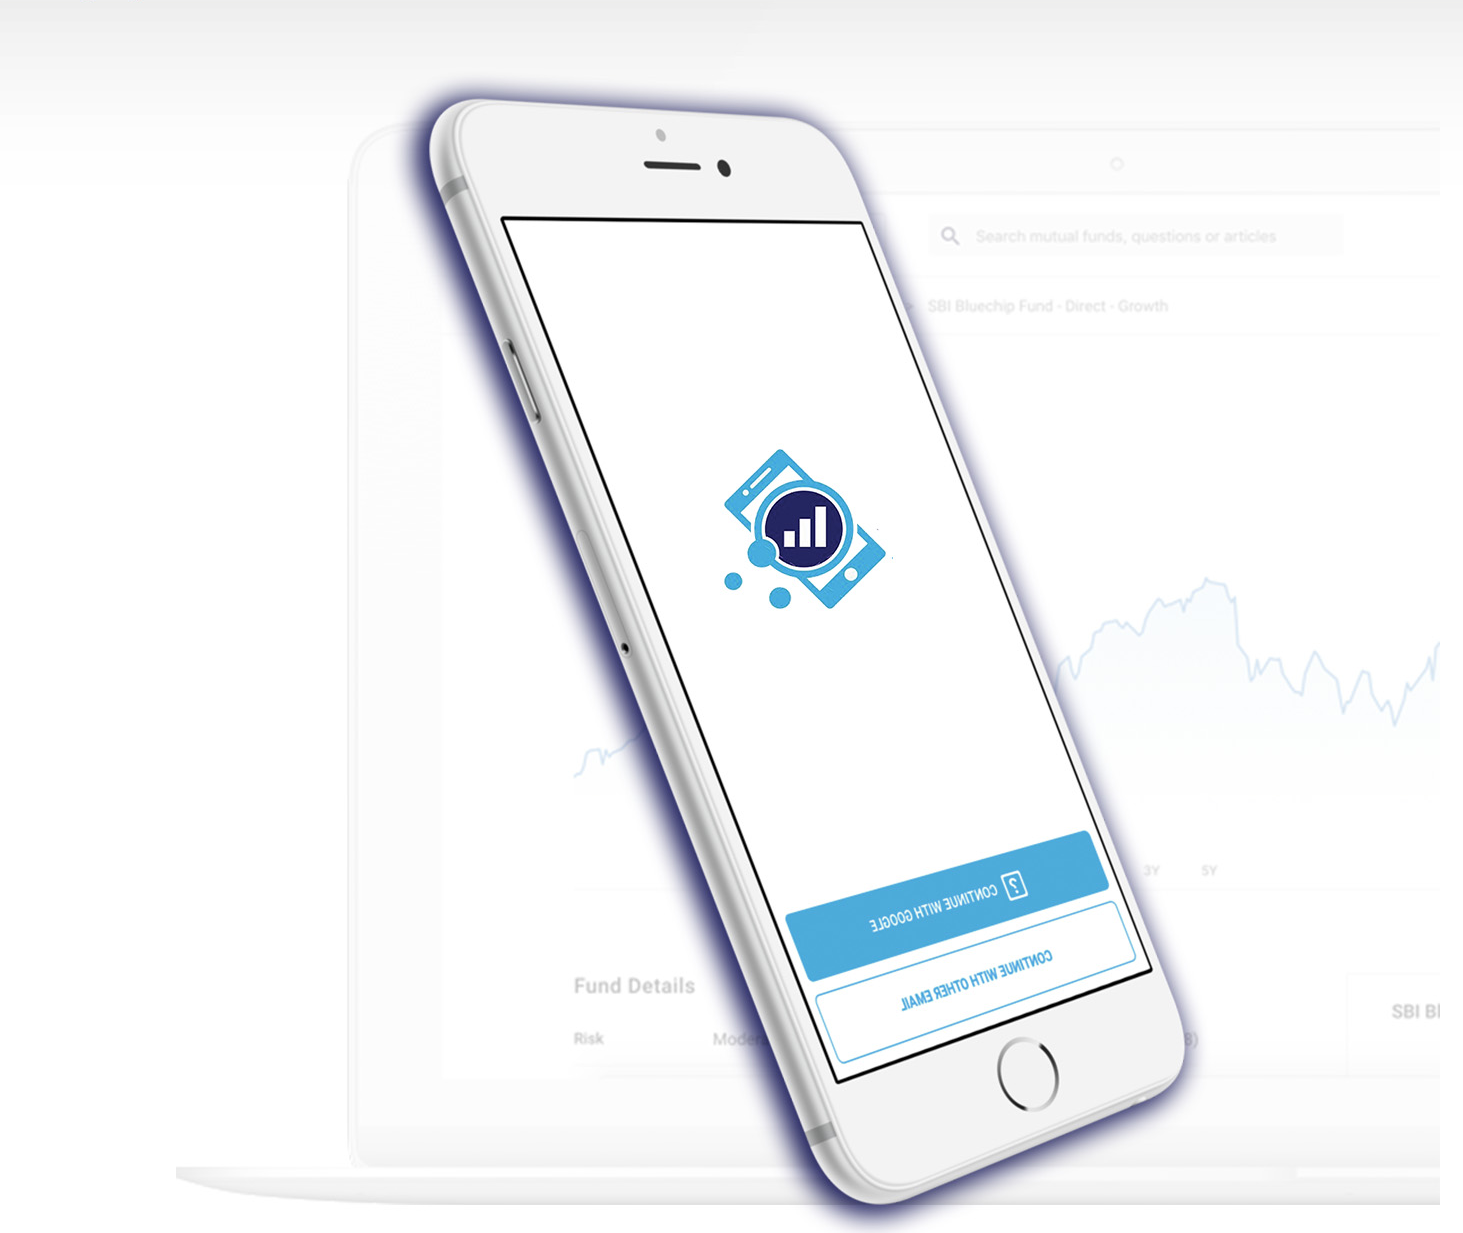 Search mutual funds, questions or articles
SBI Bluechip Fund - Direct - Growth
3Y
5Y
? CONTINUE WITH GOOGLE
CONTINUE WITH OTHER EMAIL
Fund Details
Risk
SBI